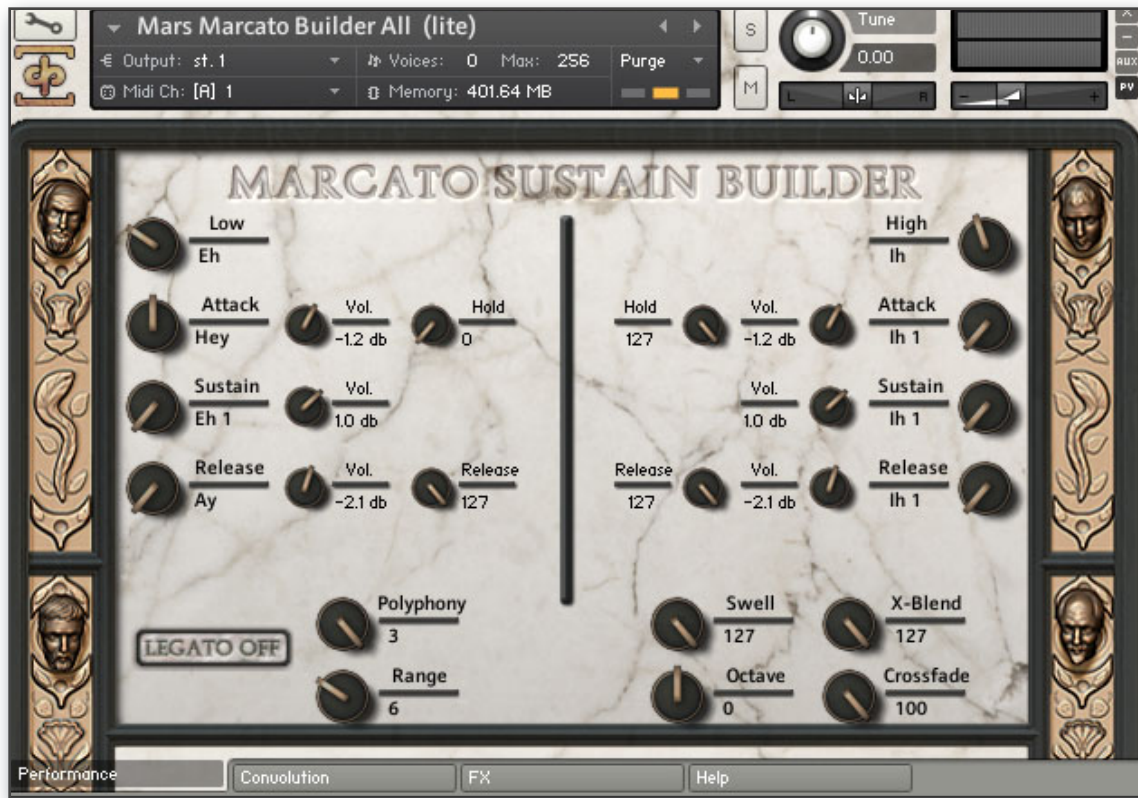 Mars Marcato Builder All (lite)
S
Tune
0.00
Output: st.1
Voices: 0 Max: 256
Purge
Midi Ch: [A] 1
Memory: 401.64 MB
M
L
R
-
+
X
-
AUX
PV
MARCATO SUSTAIN BUILDER
Low
Eh
High
Ih
Attack
Hey
Vol.
-1.2 db
Hold
0
Hold
127
Vol.
-1.2 db
Attack
Ih 1
Sustain
Eh 1
Vol.
1.0 db
Vol.
1.0 db
Sustain
Ih 1
Release
Ay
Vol.
-2.1 db
Release
127
Release
127
Vol.
-2.1 db
Release
Ih 1
LEGATO OFF
Polyphony
3
Swell
127
X-Blend
127
Range
6
Octave
0
Crossfade
100
Performance
Convolution
FX
Help